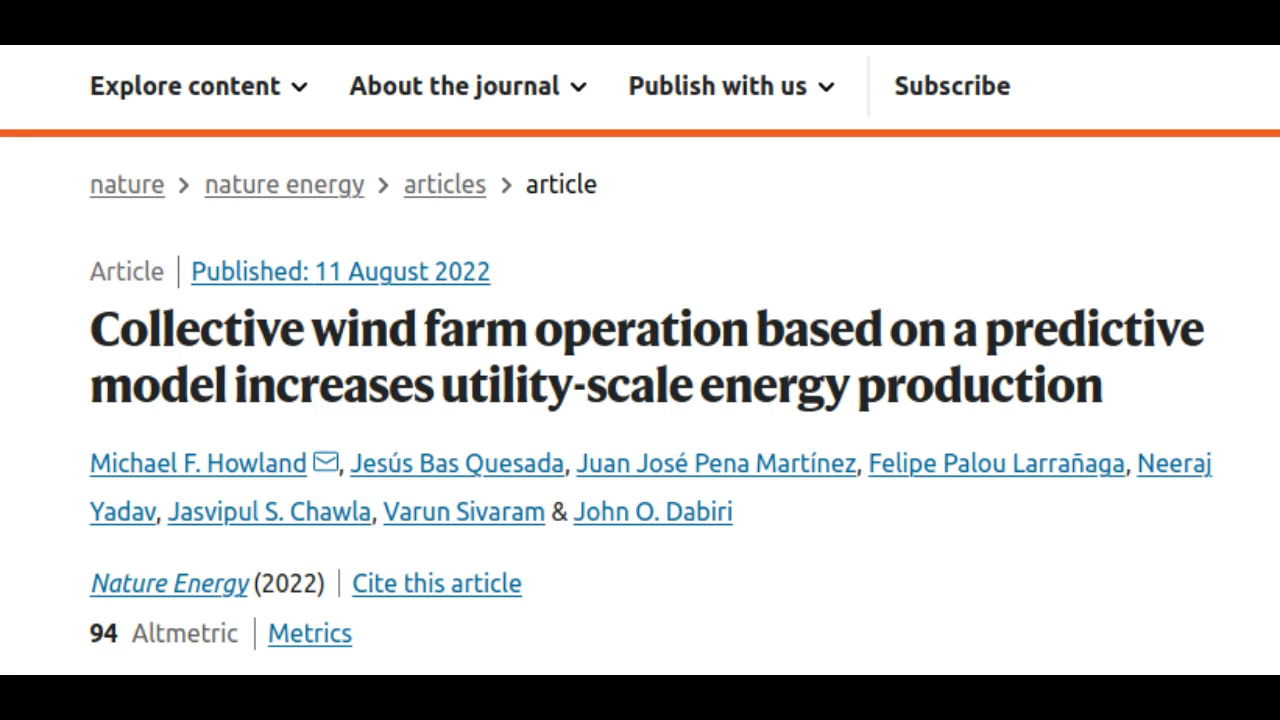 Explore content About the journal Publish with us Subscribe
nature > nature energy > articles > article
Article | Published: 11 August 2022
Collective wind farm operation based on a predictive
model increases utility-scale energy production
Michael F. Howland, Jesús Bas Quesada, Juan José Pena Martínez, Felipe Palou Larrañaga, Neeraj
Yadav, Jasvipul S. Chawla, Varun Sivaram & John O. Dabiri
Nature Energy (2022) | Cite this article
94 Altmetric | Metrics